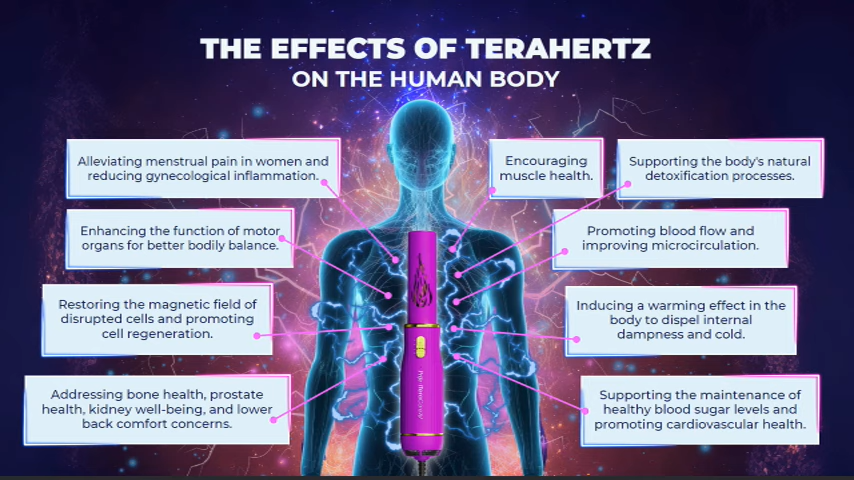 THE EFFECTS OF TERAHERTZ
ON THE HUMAN BODY
Alleviating menstrual pain in women and
reducing gynecological inflammation.
Encouraging
muscle health.
Supporting the body's natural
detoxification processes.
Enhancing the function of motor
organs for better bodily balance.
Promoting blood flow and
improving microcirculation.
Restoring the magnetic field of
disrupted cells and promoting
cell regeneration.
Inducing a warming effect in the
body to dispel internal
dampness and cold.
Addressing bone health, prostate
health, kidney well-being, and lower
back comfort concerns.
Supporting the maintenance of
healthy blood sugar levels and
promoting cardiovascular health.